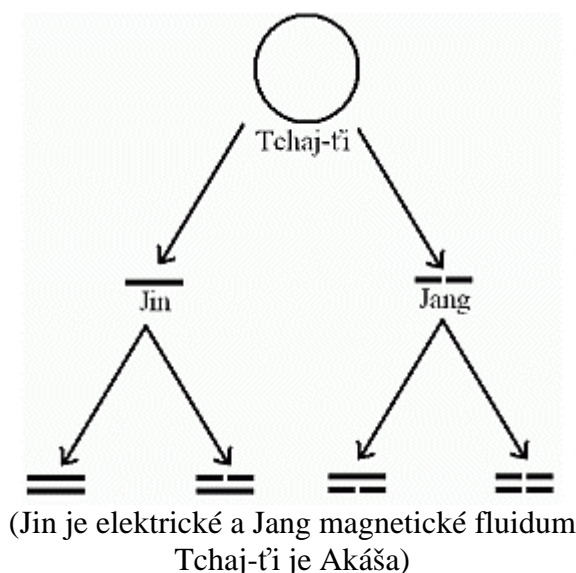 Tchaj-ťi
Jin
Jang
(Jin je elektrické a Jang magnetické fluidum
Tchaj-ťi je Akáša)